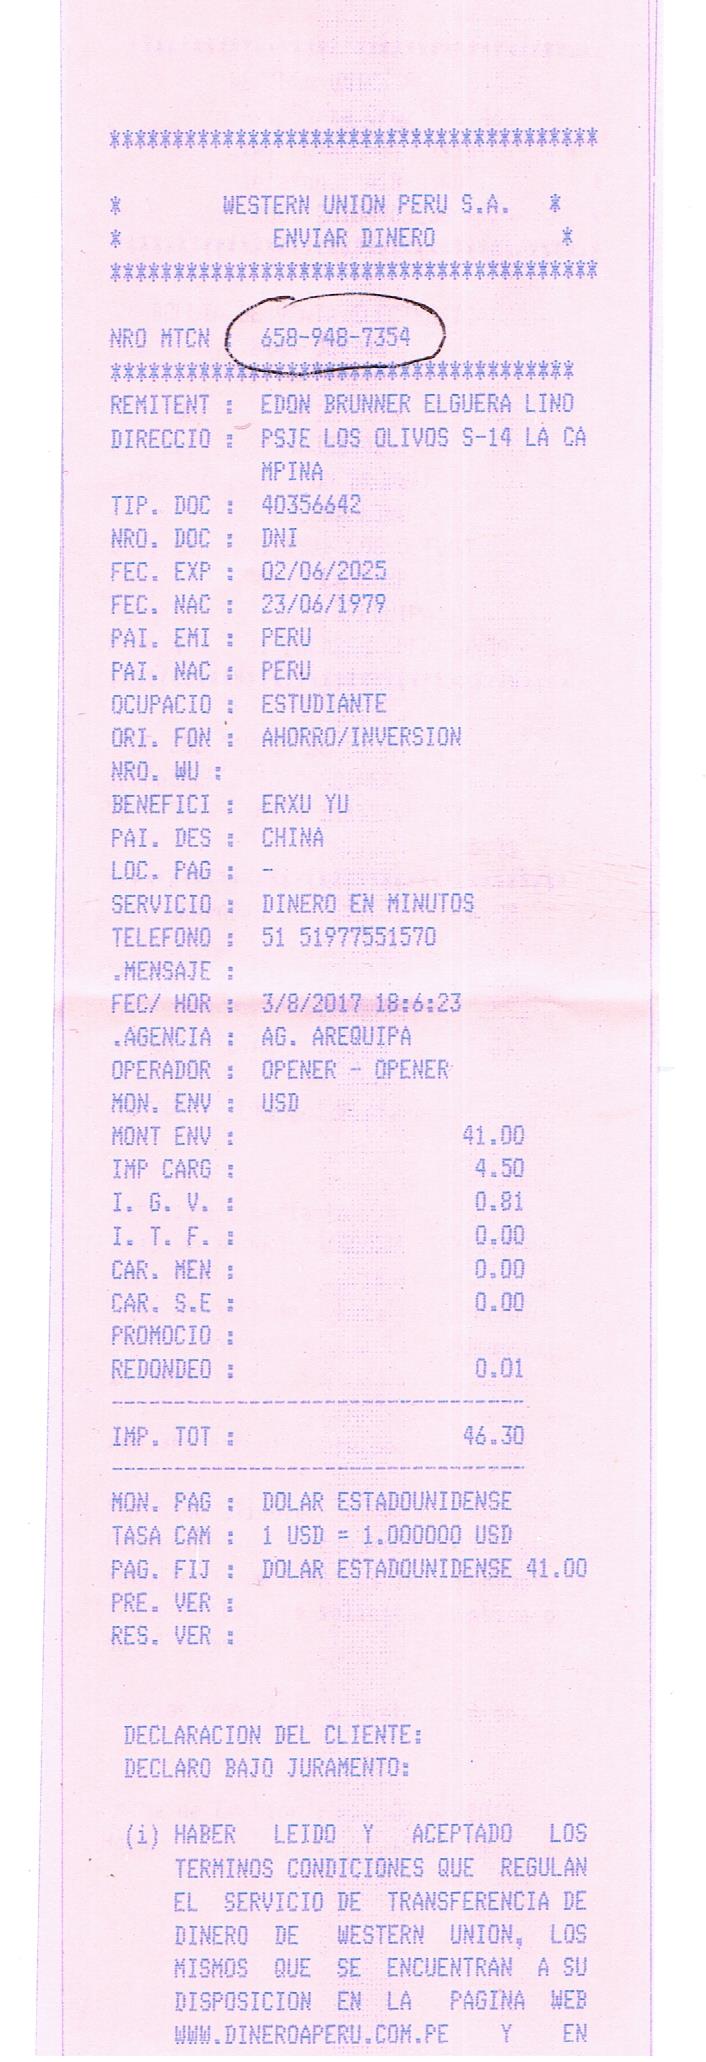 ***************************************
* WESTERN UNION PERU S.A. *
* ENVIAR DINERO *
***************************************
NRO MTCN : 658-948-7354
*************************************
REMITENT : EDON BRUNNER ELGUERA LINO
DIRECCIO : PSJE LOS OLIVOS S-14 LA CA
MPINA
TIP. DOC : 40356642
NRO. DOC : DNI
FEC. EXP : 02/06/2025
FEC. NAC : 23/06/1979
PAI. EMI : PERU
PAI. NAC : PERU
OCUPACIO : ESTUDIANTE
ORI. FON : AHORRO/INVERSION
NRO. WU :
BENEFICI : ERXU YU
PAI. DES : CHINA
LOC. PAG : -
SERVICIO : DINERO EN MINUTOS
TELEFONO : 51 51977551570
.MENSAJE :
FEC/ HOR : 3/8/2017 18:6:23
.AGENCIA : AG. AREQUIPA
OPERADOR : OPENER - OPENER
MON. ENV : USD
MONT ENV : 41.00
IMP CARG : 4.50
I. G. V. : 0.81
I. T. F. : 0.00
CAR. MEN : 0.00
CAR. S.E : 0.00
PROMOCIO :
REDONDEO : 0.01
---------------------------------
IMP. TOT : 46.30
---------------------------------
MON. PAG : DOLAR ESTADOUNIDENSE
TASA CAM : 1 USD = 1.000000 USD
PAG. FIJ : DOLAR ESTADOUNIDENSE 41.00
PRE. VER :
RES. VER :
DECLARACION DEL CLIENTE:
DECLARO BAJO JURAMENTO:
(i) HABER LEIDO Y ACEPTADO LOS
TERMINOS CONDICIONES QUE REGULAN
EL SERVICIO DE TRANSFERENCIA DE
DINERO DE WESTERN UNION, LOS
MISMOS QUE SE ENCUENTRAN A SU
DISPOSICION EN LA PAGINA WEB
WWW.DINEROAPERU.COM.PE Y EN